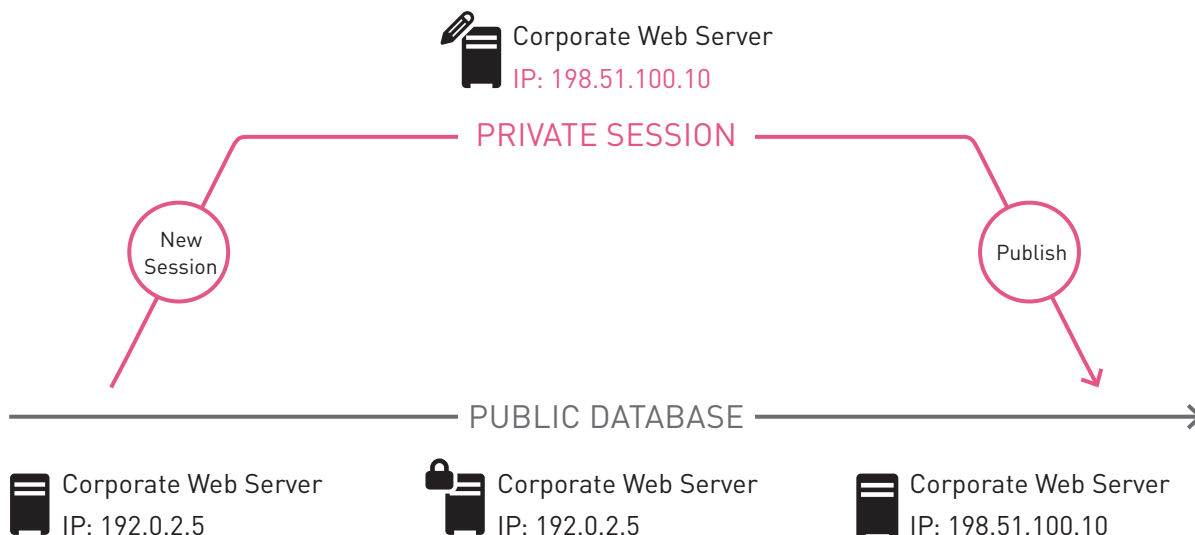 Corporate Web Server
IP: 198.51.100.10
PRIVATE SESSION
New
Session
Publish
PUBLIC DATABASE
Corporate Web Server
IP: 192.0.2.5
Corporate Web Server
IP: 192.0.2.5
Corporate Web Server
IP: 198.51.100.10